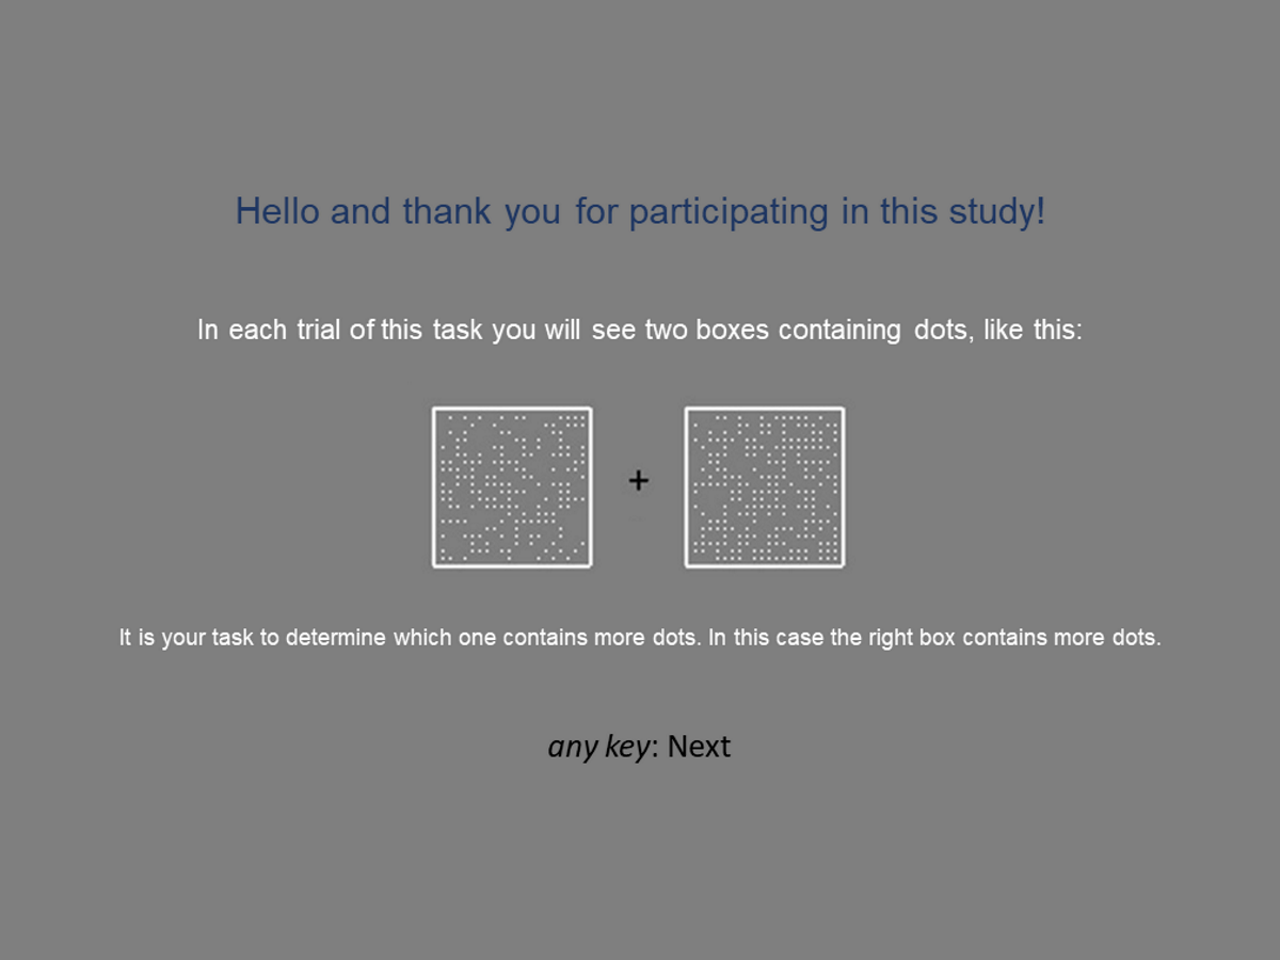 Hello and thank you for participating in this study!
In each trial of this task you will see two boxes containing dots, like this:
+
It is your task to determine which one contains more dots. In this case the right box contains more dots.
any key: Next